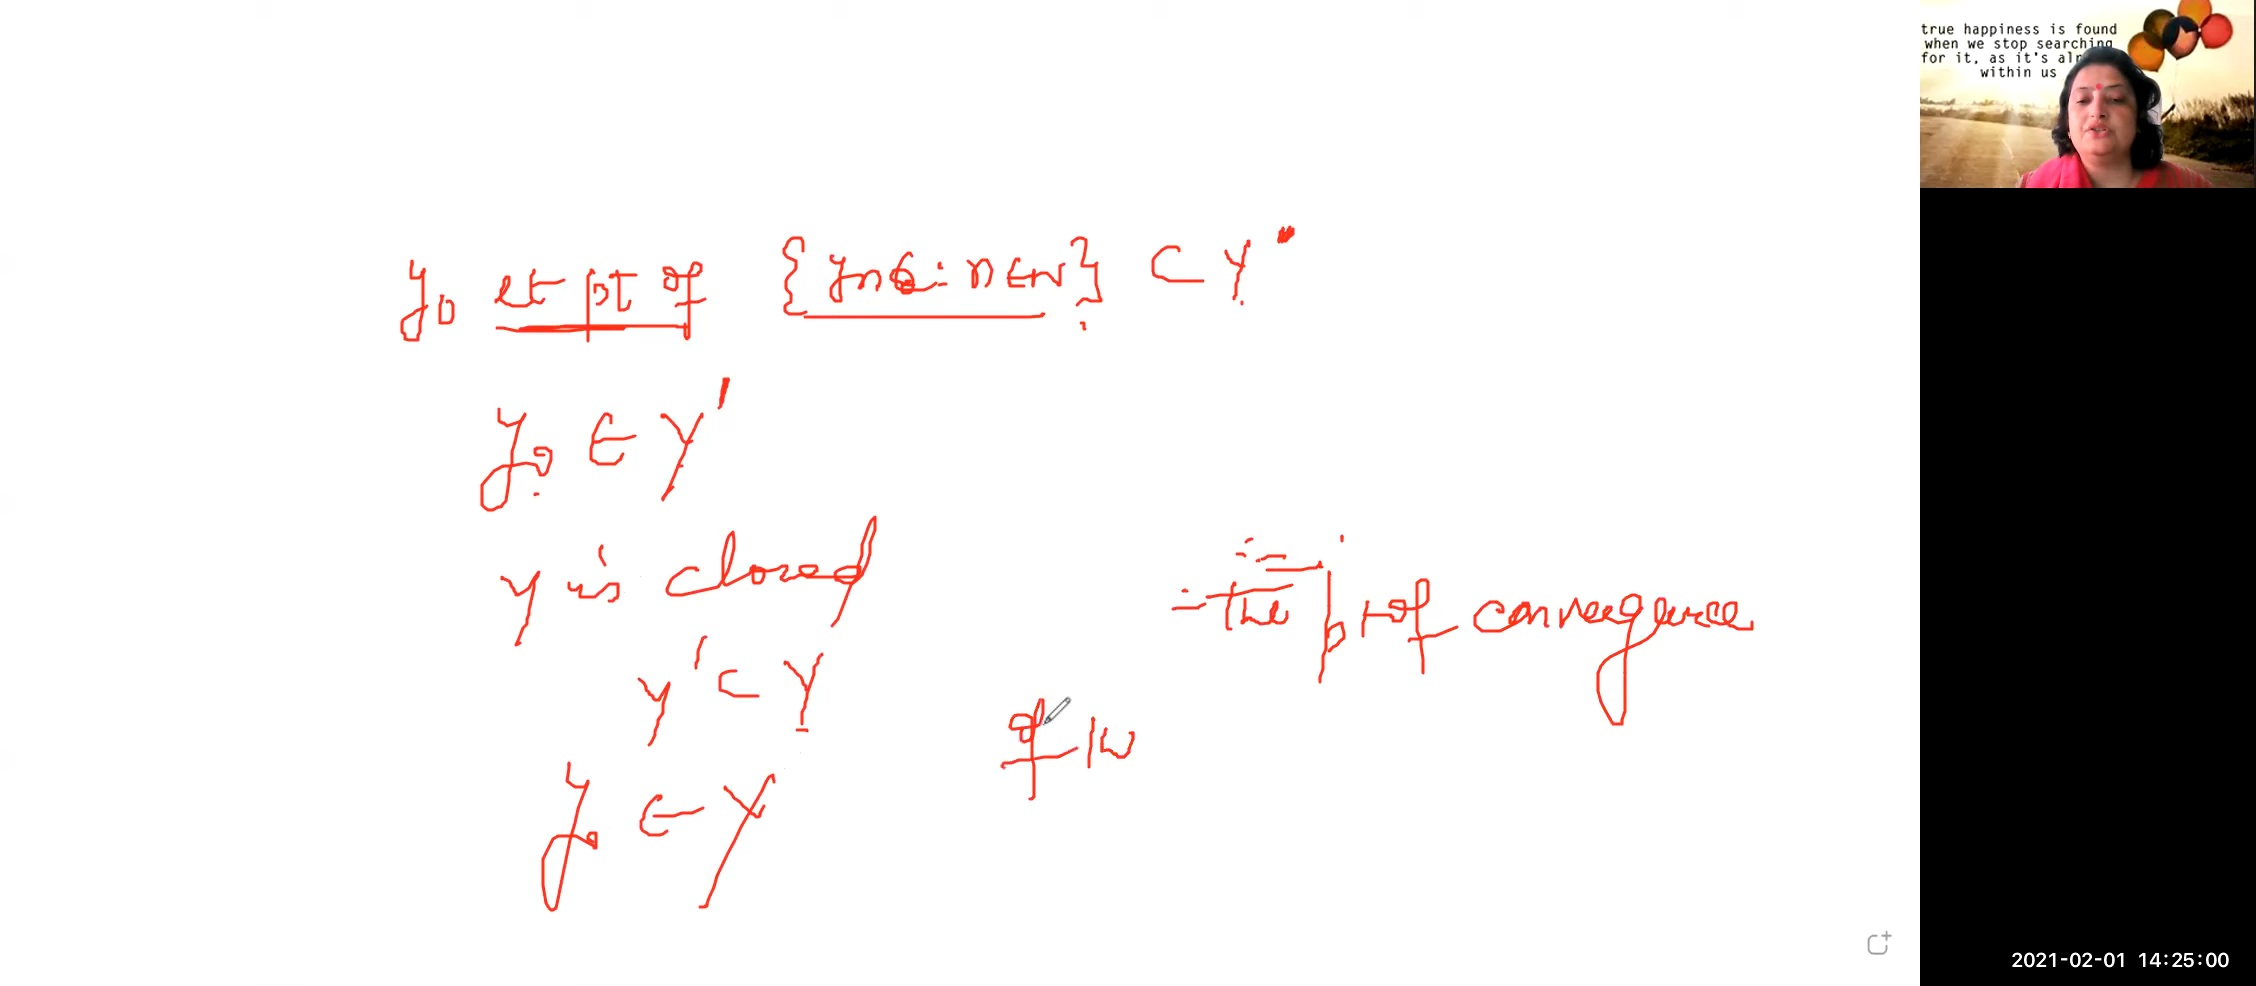 true happiness is found
when we stop searching
for it, as it's
within us
y₀ lt pt of {yn : n ∈ N} ⊂ Y
y₀ ∈ Y'
Y is closed
Y' ⊂ Y
y₀ ∈ Y
the pt of convergence
of
2021-02-01 14:25:00